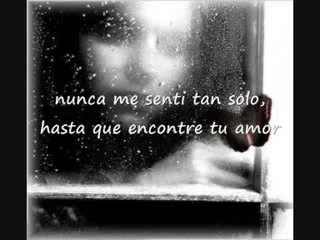 nunca me senti tan solo,
hasta que encontre tu amor